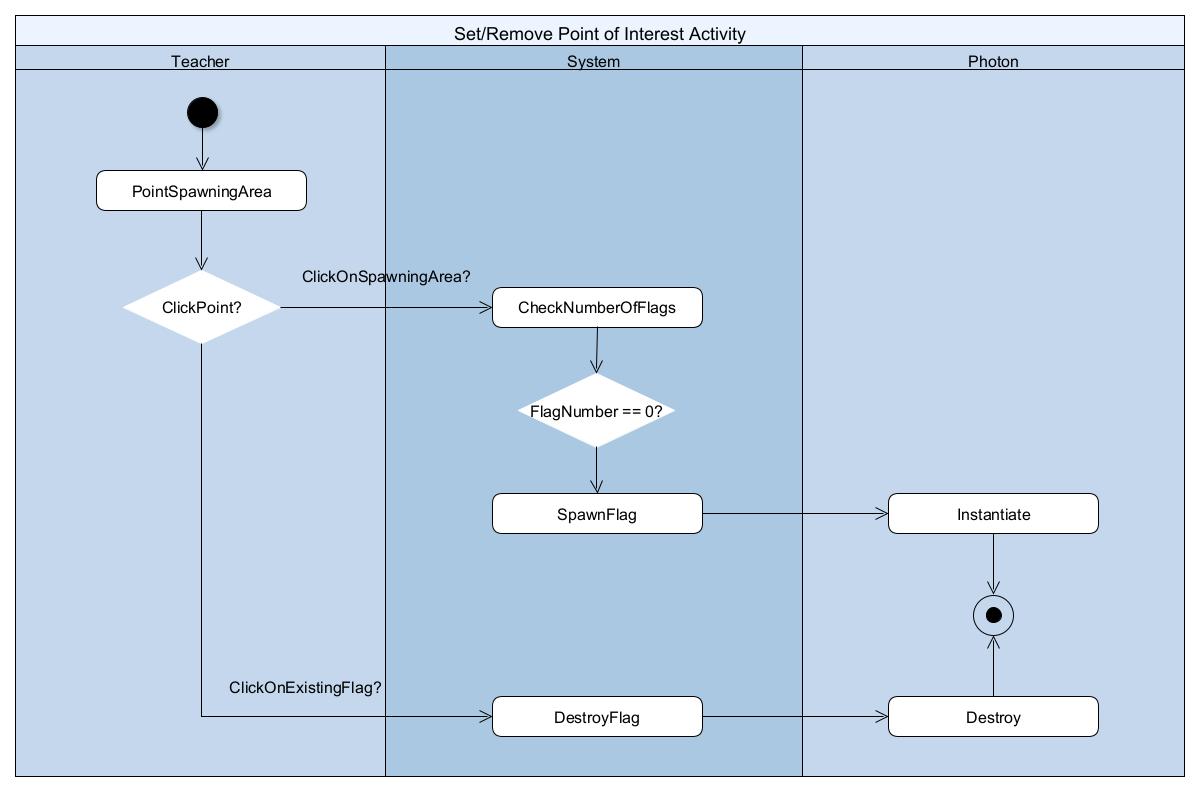 Set/Remove Point of Interest Activity
Teacher
System
Photon
PointSpawningArea
ClickOnSpawningArea?
ClickPoint?
CheckNumberOfFlags
FlagNumber == 0?
SpawnFlag
Instantiate
ClickOnExistingFlag?
DestroyFlag
Destroy